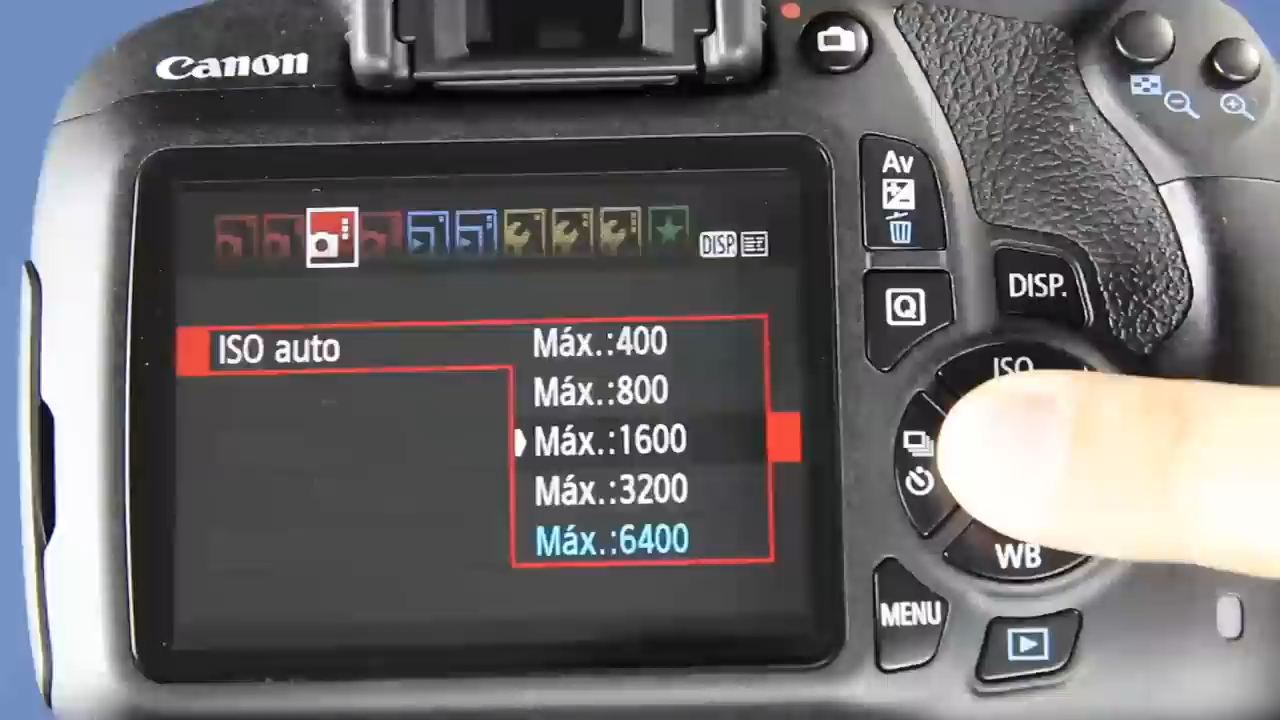 Canon
Av
DISP.
ISO auto
Máx.:400
Máx.:800
Máx.:1600
Máx.:3200
Máx.:6400
Q
DISP.
ISO
WB
MENU